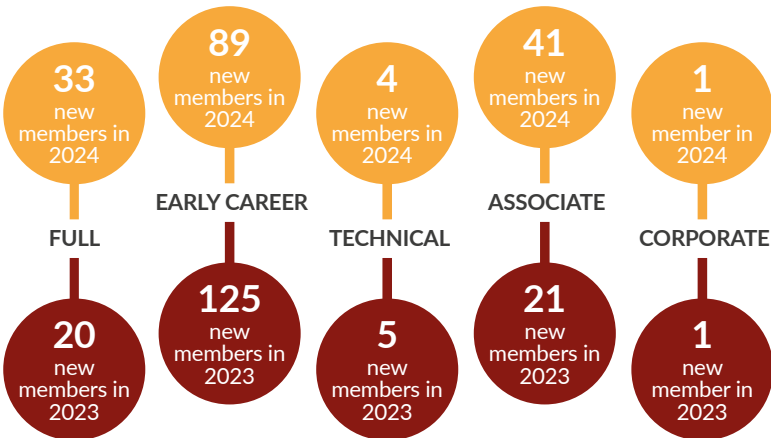 33
new
members in
2024
FULL
20
new
members in
2023
89
new
members in
2024
EARLY CAREER
125
new
members in
2023
4
new
members in
2024
TECHNICAL
5
new
members in
2023
41
new
members in
2024
ASSOCIATE
21
new
members in
2023
1
new
member in
2024
CORPORATE
1
new
member in
2023